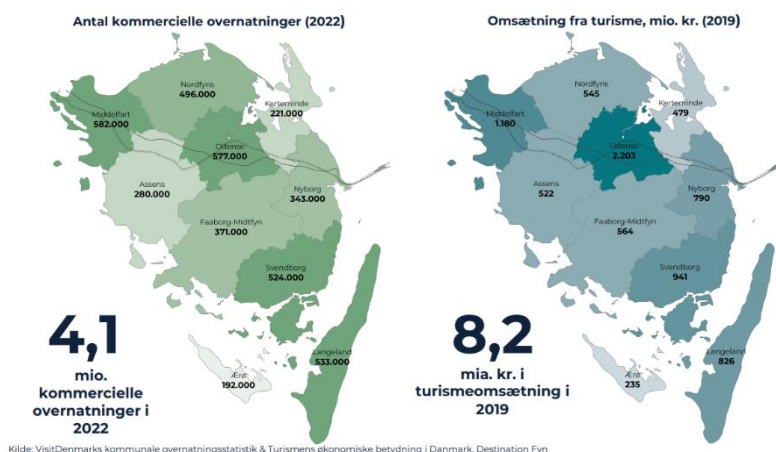 Antal kommercielle overnatninger (2022)
Nordfyns
496.000
Kerteminde
221.000
Middelfart
582.000
Odense
577.000
Assens
280.000
Nyborg
343.000
Faaborg-Midtfyn
371.000
Svendborg
524.000
Langeland
533.000
Ærø
192.000
4,1
mio.
kommercielle
overnatninger i
2022
Omsætning fra turisme, mio. kr. (2019)
Nordfyns
545
Kerteminde
479
Middelfart
1.180
Odense
2.203
Assens
522
Nyborg
790
Faaborg-Midtfyn
564
Svendborg
941
Langeland
826
Ærø
235
8,2
mia. kr. i
turismeomsætning i
2019
Kilde: VisitDenmarks kommunale overnatningsstatistik & Turismens økonomiske betydning i Danmark, Destination Fyn